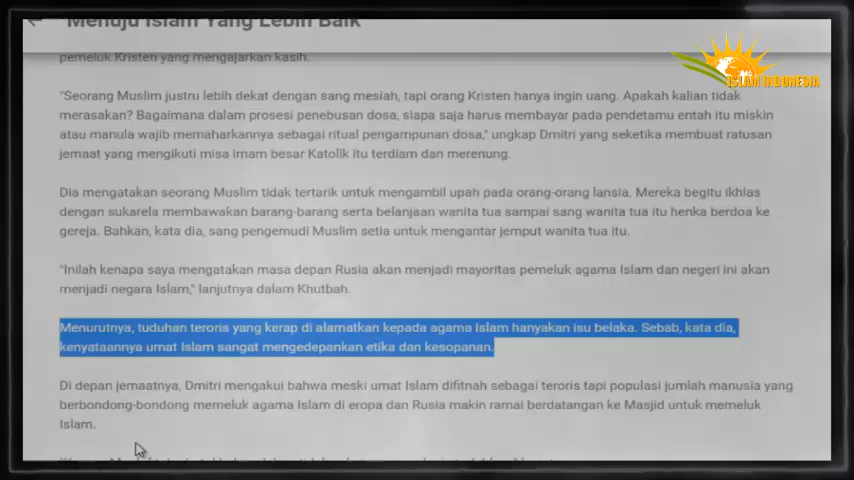 Menuju Islam Yang Lebih Baik
ISLAM INDONESIA
pemeluk Kristen yang mengajarkan kasih.
"Seorang Muslim justru lebih dekat dengan sang mesiah, tapi orang Kristen hanya ingin uang. Apakah kalian tidak
merasakan? Bagaimana dalam prosesi penebusan dosa, siapa saja harus membayar pada pendetamu entah itu miskin
atau manula wajib memaharkannya sebagai ritual pengampunan dosa," ungkap Dmitri yang seketika membuat ratusan
jemaat yang mengikuti misa imam besar Katolik itu terdiam dan merenung.
Dia mengatakan seorang Muslim tidak tertarik untuk mengambil upah pada orang-orang lansia. Mereka begitu ikhlas
dengan sukarela membawakan barang-barang serta belanjaan wanita tua sampai sang wanita tua itu henka berdoa ke
gereja. Bahkan, kata dia, sang pengemudi Muslim setia untuk mengantar jemput wanita tua itu.
"Inilah kenapa saya mengatakan masa depan Rusia akan menjadi mayoritas pemeluk agama Islam dan negeri ini akan
menjadi negara Islam," lanjutnya dalam Khutbah.
Menurutnya, tuduhan teroris yang kerap di alamatkan kepada agama Islam hanyakan isu belaka. Sebab, kata dia,
kenyataannya umat Islam sangat mengedepankan etika dan kesopanan.
Di depan jemaatnya, Dmitri mengakui bahwa meski umat Islam difitnah sebagai teroris tapi populasi jumlah manusia yang
berbondong-bondong memeluk agama Islam di eropa dan Rusia makin ramai berdatangan ke Masjid untuk memeluk
Islam.